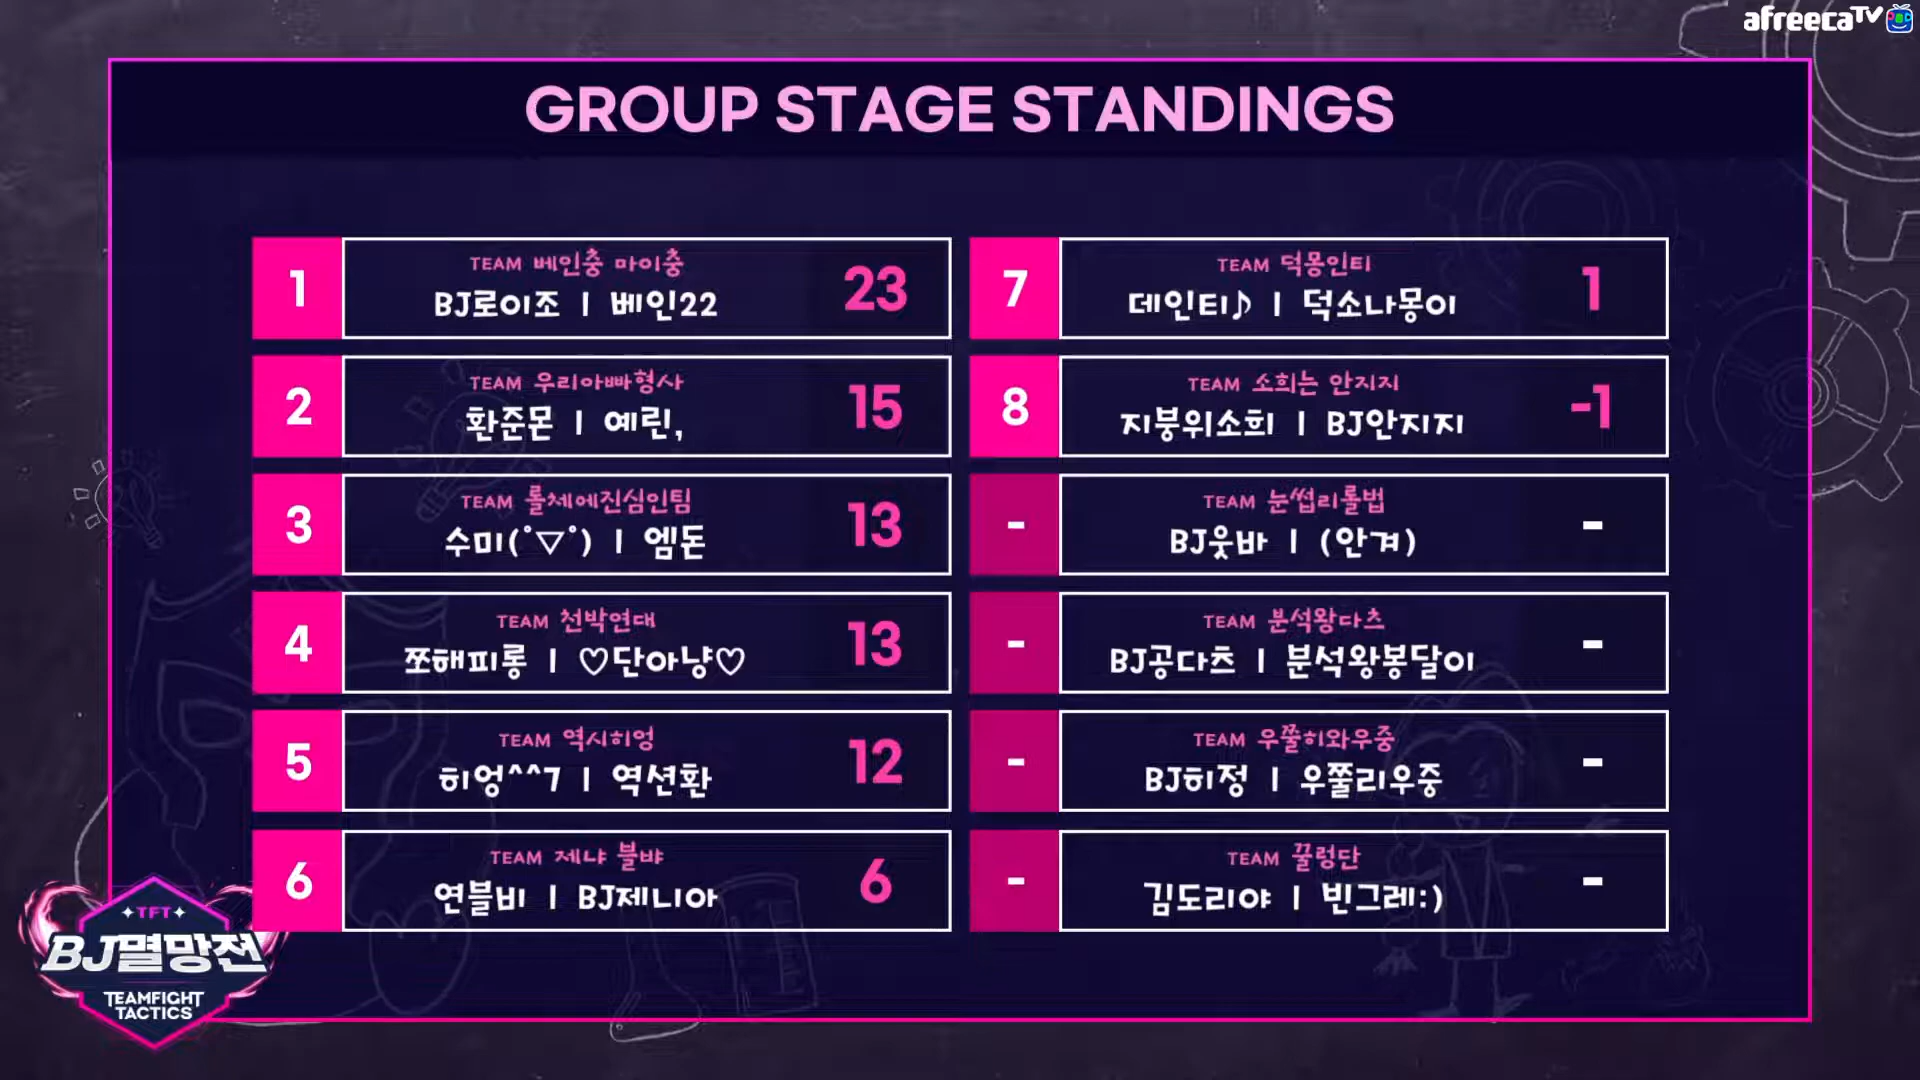 afreecaTV
GROUP STAGE STANDINGS
1
TEAM 베인충 마이충
BJ로이조 | 베인22
23
2
TEAM 우리아빠형사
환준몬 | 예린,
15
3
TEAM 롤체에진심인팀
수미(˚▽˚) | 엠돈
13
4
TEAM 천박연대
쪼해피롱 | ♡단아냥♡
13
5
TEAM 역시히엉
히엉^^7 | 역션환
12
6
TEAM 제냐 블뱌
연블비 | BJ제니아
6
7
TEAM 덕몽인티
데인티♪ | 덕소나몽이
1
8
TEAM 소희는 안지지
지붕위소희 | BJ안지지
-1
-
TEAM 눈썹리롤법
BJ웃바 | (안겨)
-
-
TEAM 분석왕다츠
BJ공다츠 | 분석왕봉달이
-
-
TEAM 우쭐히와우중
BJ히정 | 우쭐리우중
-
-
TEAM 꿀렁단
김도리야 | 빈그레:)
-
TFT
BJ멸망전
TEAMFIGHT
TACTICS